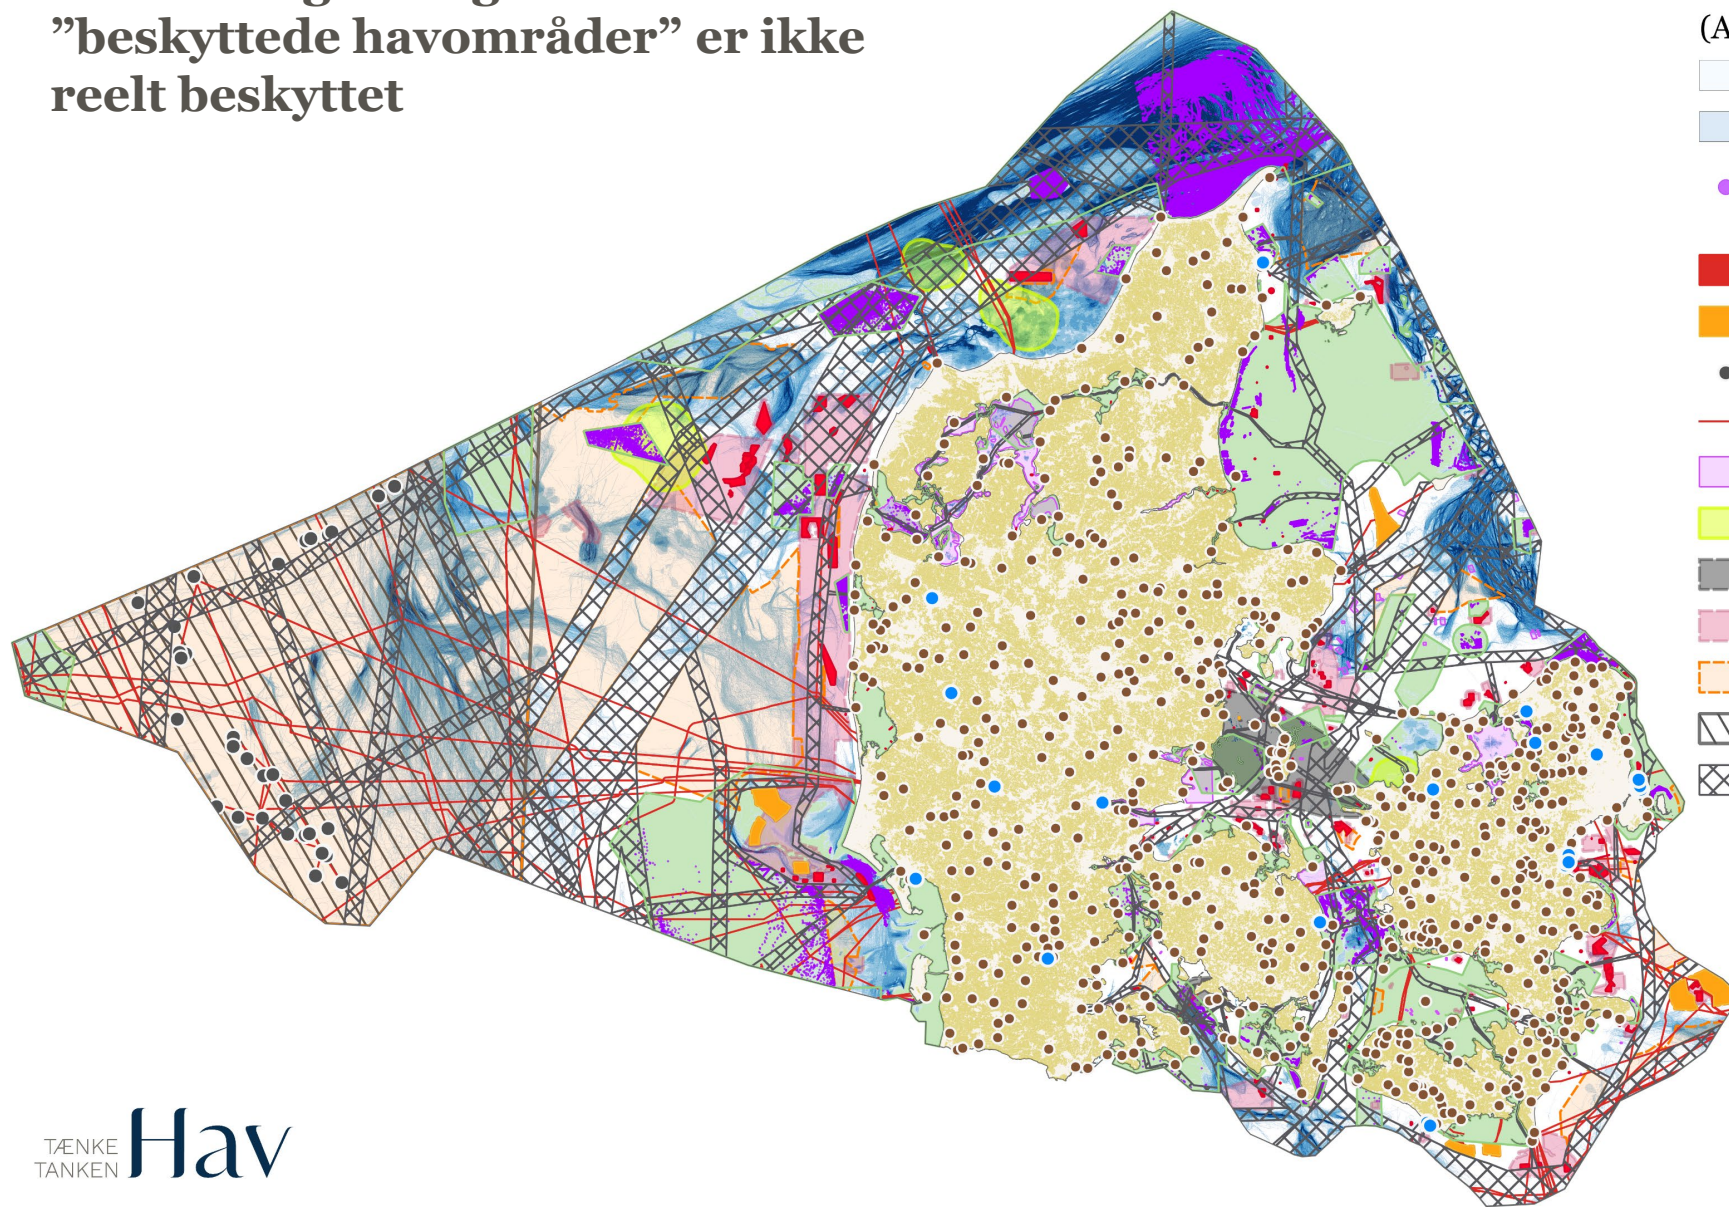 ”beskyttede havområder” er ikke
reelt beskyttet
(A
TÆNKE
TANKEN
Hav